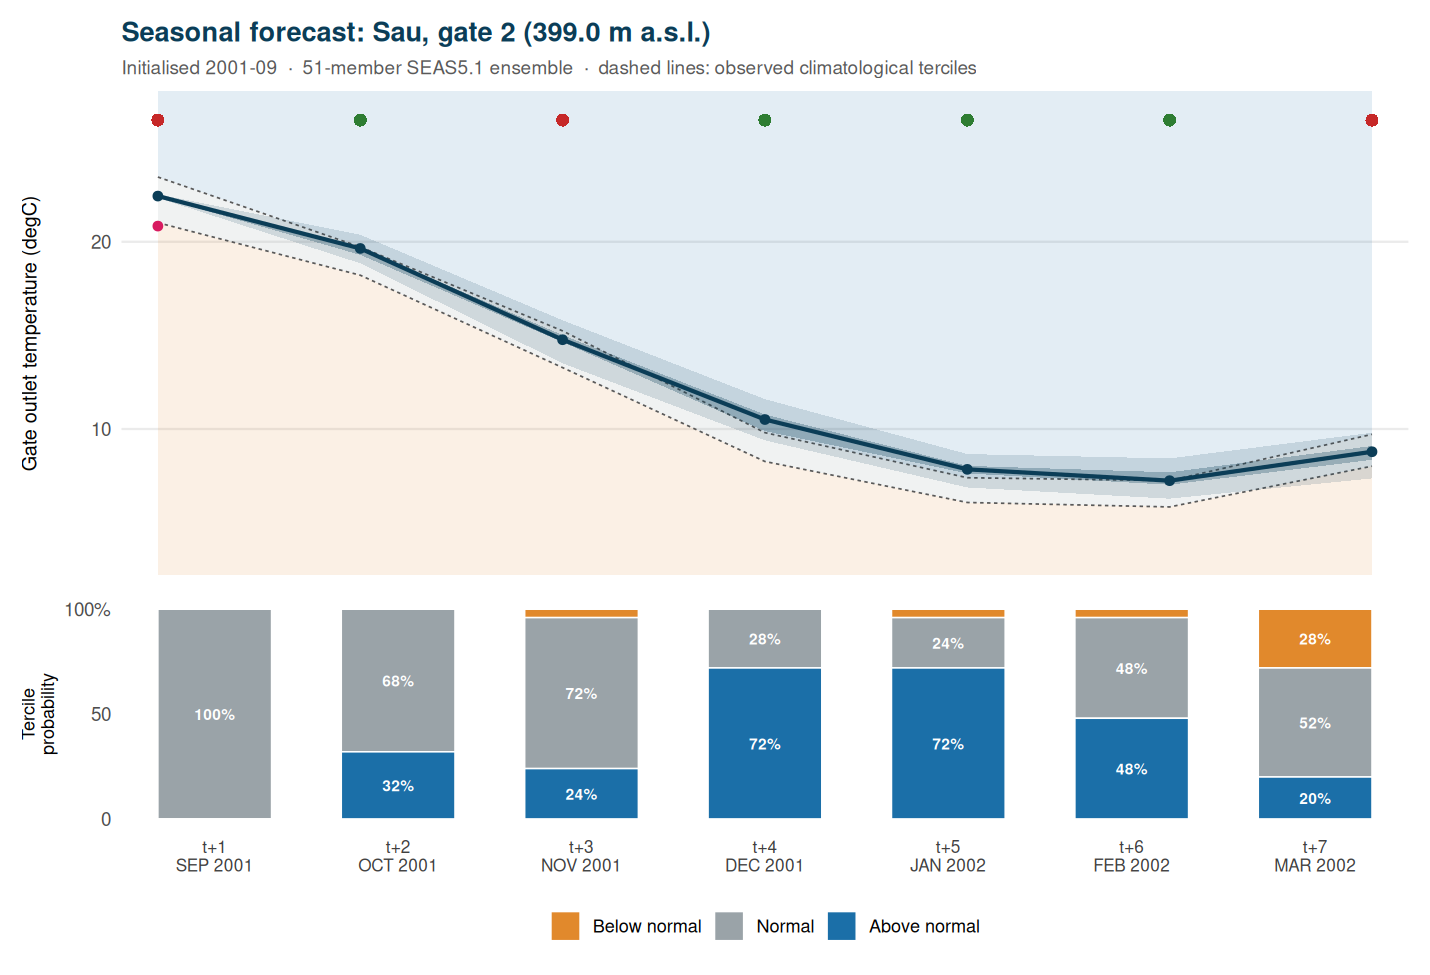 Seasonal forecast: Sau, gate 2 (399.0 m a.s.l.)
Initialised 2001-09 · 51-member SEAS5.1 ensemble · dashed lines: observed climatological terciles
Gate outlet temperature (degC)
20
10
Tercile
probability
100%
50
0
100%
68%
32%
72%
24%
28%
72%
24%
72%
48%
48%
28%
52%
20%
t+1
SEP 2001
t+2
OCT 2001
t+3
NOV 2001
t+4
DEC 2001
t+5
JAN 2002
t+6
FEB 2002
t+7
MAR 2002
Below normal
Normal
Above normal